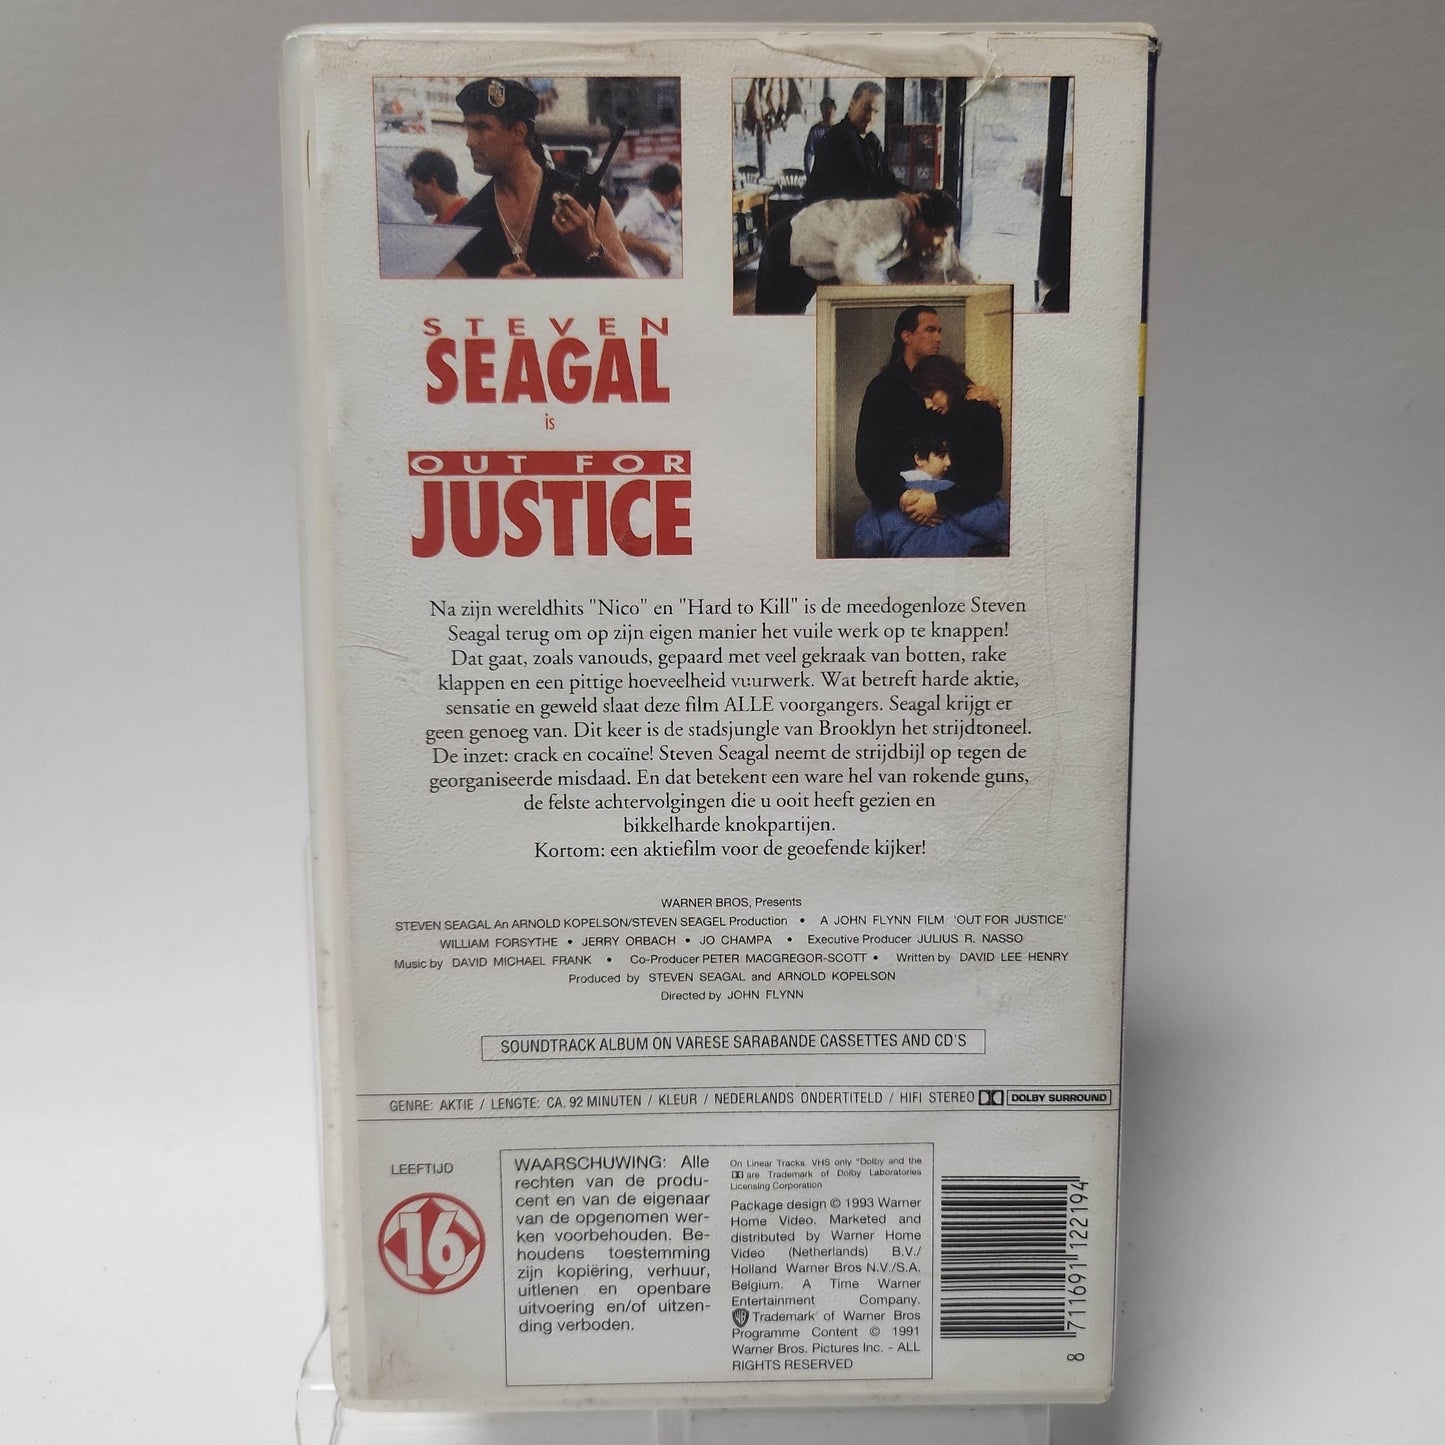 STEVEN
SEAGAL
is
OUT FOR
JUSTICE
Na zijn wereldhits "Nico" en "Hard to Kill" is de meedogenloze Steven
Seagal terug om op zijn eigen manier het vuile werk op te knappen!
Dat gaat, zoals vanouds, gepaard met veel gekraak van botten, rake
klappen en een pittige hoeveelheid vuurwerk. Wat betreft harde aktie,
sensatie en geweld slaat deze film ALLE voorgangers. Seagal krijgt er
geen genoeg van. Dit keer is de stadsjungle van Brooklyn het strijdtoneel.
De inzet: crack en cocaïne! Steven Seagal neemt de strijdbijl op tegen de
georganiseerde misdaad. En dat betekent een ware hel van rokende guns,
de felste achtervolgingen die u ooit heeft gezien en
bikkelharde knokpartijen.
Kortom: een aktiefilm voor de geoefende kijker!
WARNER BROS, Presents
STEVEN SEAGAL An ARNOLD KOPELSON/STEVEN SEAGEL Production • A JOHN FLYNN FILM 'OUT FOR JUSTICE'
WILLIAM FORSYTHE • JERRY ORBACH • JO CHAMPA • Executive Producer JULIUS R. NASSO
Music by DAVID MICHAEL FRANK • Co-Producer PETER MACGREGOR-SCOTT • Written by DAVID LEE HENRY
Produced by STEVEN SEAGAL and ARNOLD KOPELSON
Directed by JOHN FLYNN
SOUNDTRACK ALBUM ON VARESE SARABANDE CASSETTES AND CD'S
GENRE: AKTIE / LENGTE: CA. 92 MINUTEN / KLEUR / NEDERLANDS ONDERTITELD / HIFI STEREO DOLBY SURROUND
LEEFTIJD
16
WAARSCHUWING: Alle
rechten van de produ-
cent en van de eigenaar
van de opgenomen wer-
ken voorbehouden. Be-
houdens toestemming
zijn kopiëring, verhuur,
uitlenen en openbare
uitvoering en/of uitzen-
ding verboden.
On Linear Tracks. VHS only "Dolby and the
are Trademark of Dolby Laboratories
Licensing Corporation
Package design © 1993 Warner
Home Video. Marketed and
distributed by Warner Home
Video (Netherlands) B.V./
Holland Warner Bros N.V./S.A.
Belgium. A Time Warner
Entertainment Company.
Trademark of Warner Bros
Programme Content © 1991
Warner Bros. Pictures Inc. - ALL
RIGHTS RESERVED
8 711691 122194